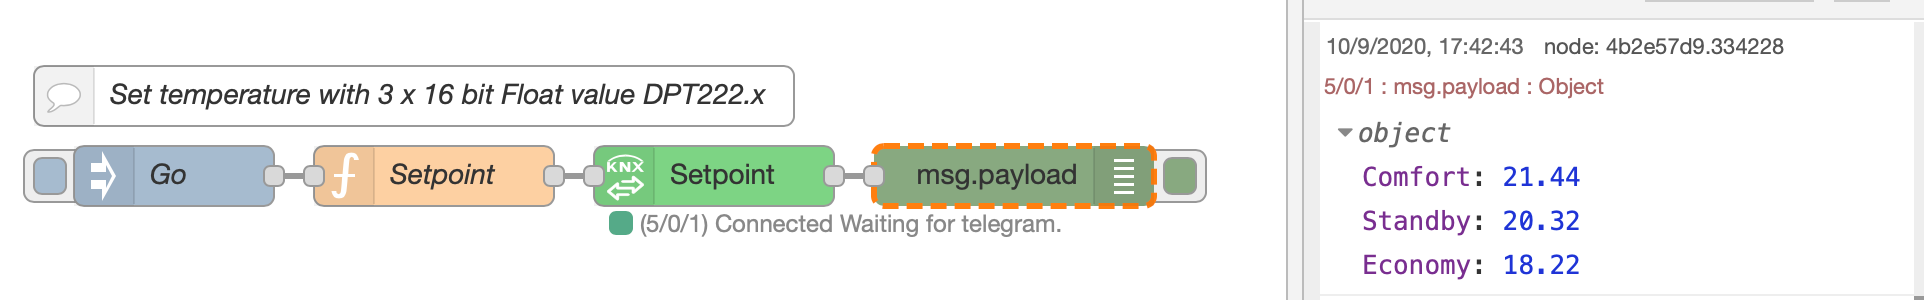 Set temperature with 3 x 16 bit Float value DPT222.x
Go
Setpoint
KNX
Setpoint
msg.payload
(5/0/1) Connected Waiting for telegram.
10/9/2020, 17:42:43 node: 4b2e57d9.334228
5/0/1 : msg.payload : Object
object
Comfort: 21.44
Standby: 20.32
Economy: 18.22